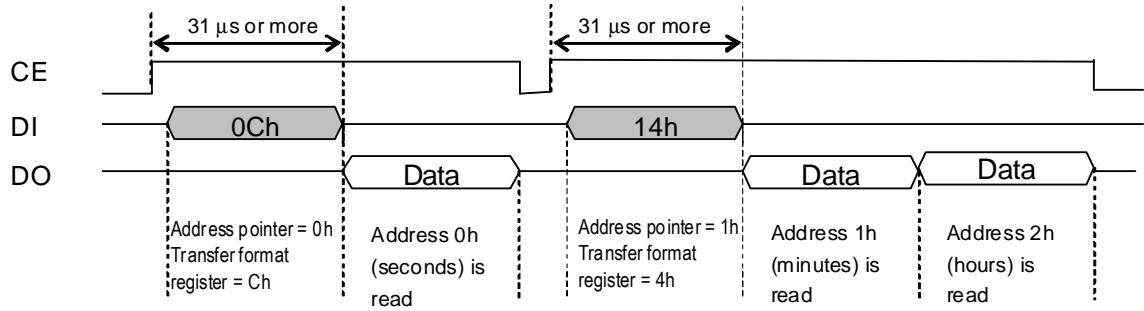 31 μs or more
31 μs or more
CE
DI
0Ch
14h
DO
Data
Data
Data
Address pointer = 0h
Transfer format
register = Ch
Address 0h
(seconds) is
read
Address pointer = 1h
Transfer format
register = 4h
Address 1h
(minutes) is
read
Address 2h
(hours) is
read